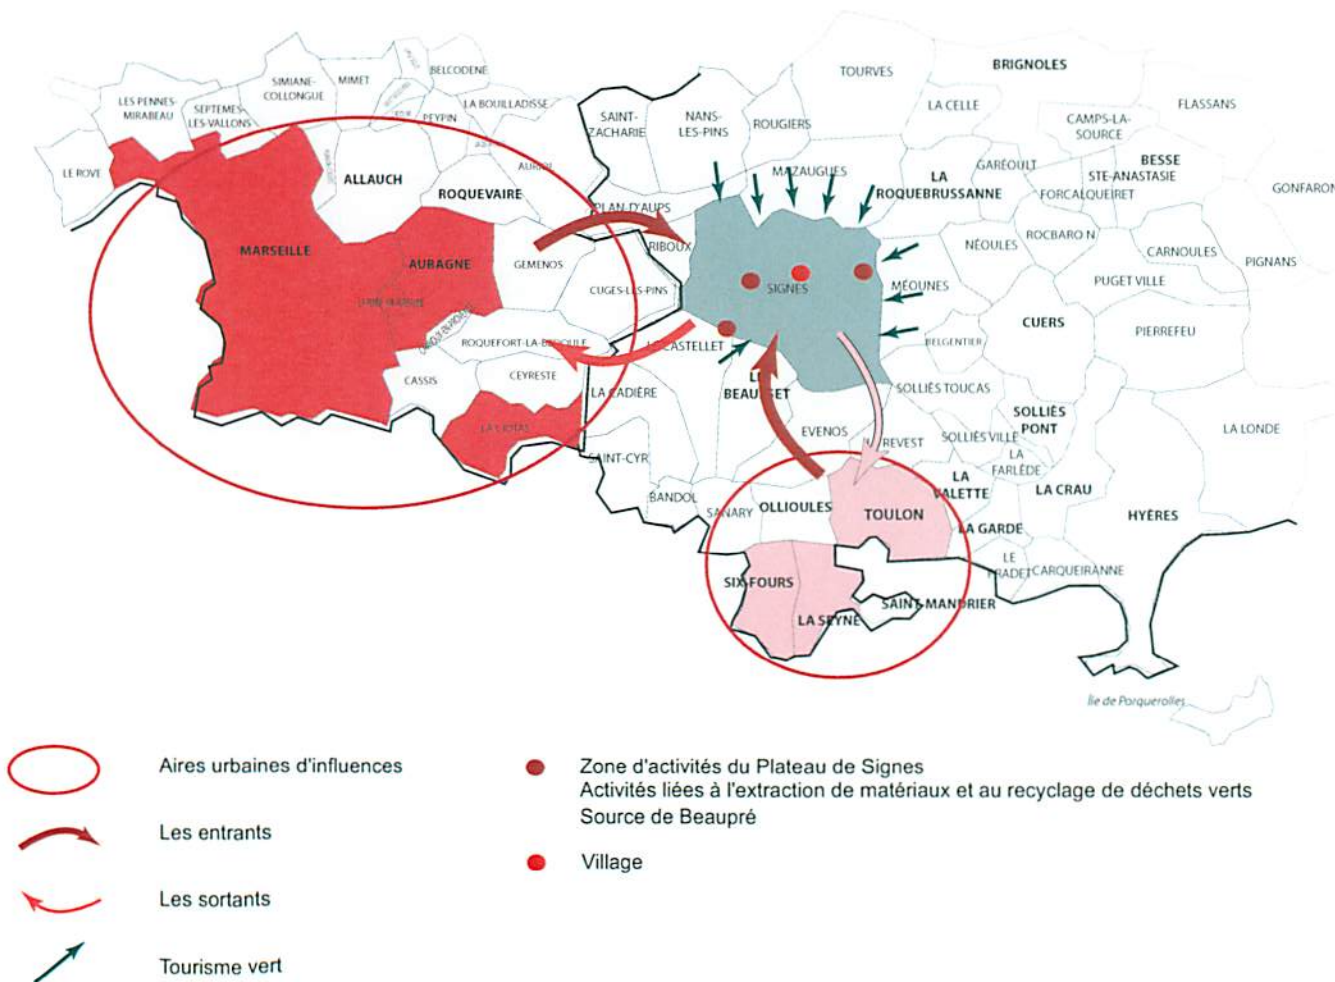 BRIGNOLES
TOURVES
BELCODENE
SIMIANE-
COLLONGUE
MIMET
LES PENNES-
MIRABEAU
SEPTEMES-
LES-VALLONS
LA BOUILLADISSE
PEYPIN
SAINT-
ZACHARIE
NANS-
LES-PINS
ROUGIERS
LA CELLE
CAMPS-LA-
SOURCE
FLASSANS
LE ROVE
ALLAUCH
ROQUEVAIRE
AURIOL
MAZAUGUES
LA
ROQUEBRUSSANNE
GARÉOULT
FORCALQUEIRET
BESSE
STE-ANASTASIE
GONFARON
PLAN-D'AUPS
RIBOUX
MARSEILLE
AUBAGNE
GEMENOS
CUGES-LES-PINS
SIGNES
MÉOUNES
NÉOULES
ROCBARO N
CARNOULES
PIGNANS
PUGET VILLE
CUERS
PIERREFEU
ROQUEFORT-LA-BEDOULE
LE CASTELLET
BELGENTIER
CASSIS
CEYRESTE
LA CADIÈRE
LE
BEAUSSET
SOLLIÈS TOUCAS
LA CIOTAT
EVENOS
REVEST
SOLLIÈS VILLE
SOLLIÈS
PONT
LA
FARLÈDE
LA LONDE
SAINT-CYR
BANDOL
SANARY
OLLIOULES
TOULON
LA
VALETTE
LA CRAU
LA GARDE
HYÈRES
LE
PRADET
CARQUEIRANNE
SIX-FOURS
LA SEYNE
SAINT-MANDRIER
Île de Porquerolles
Aires urbaines d'influences
Les entrants
Les sortants
Tourisme vert
Zone d'activités du Plateau de Signes
Activités liées à l'extraction de matériaux et au recyclage de déchets verts
Source de Beaupré
Village